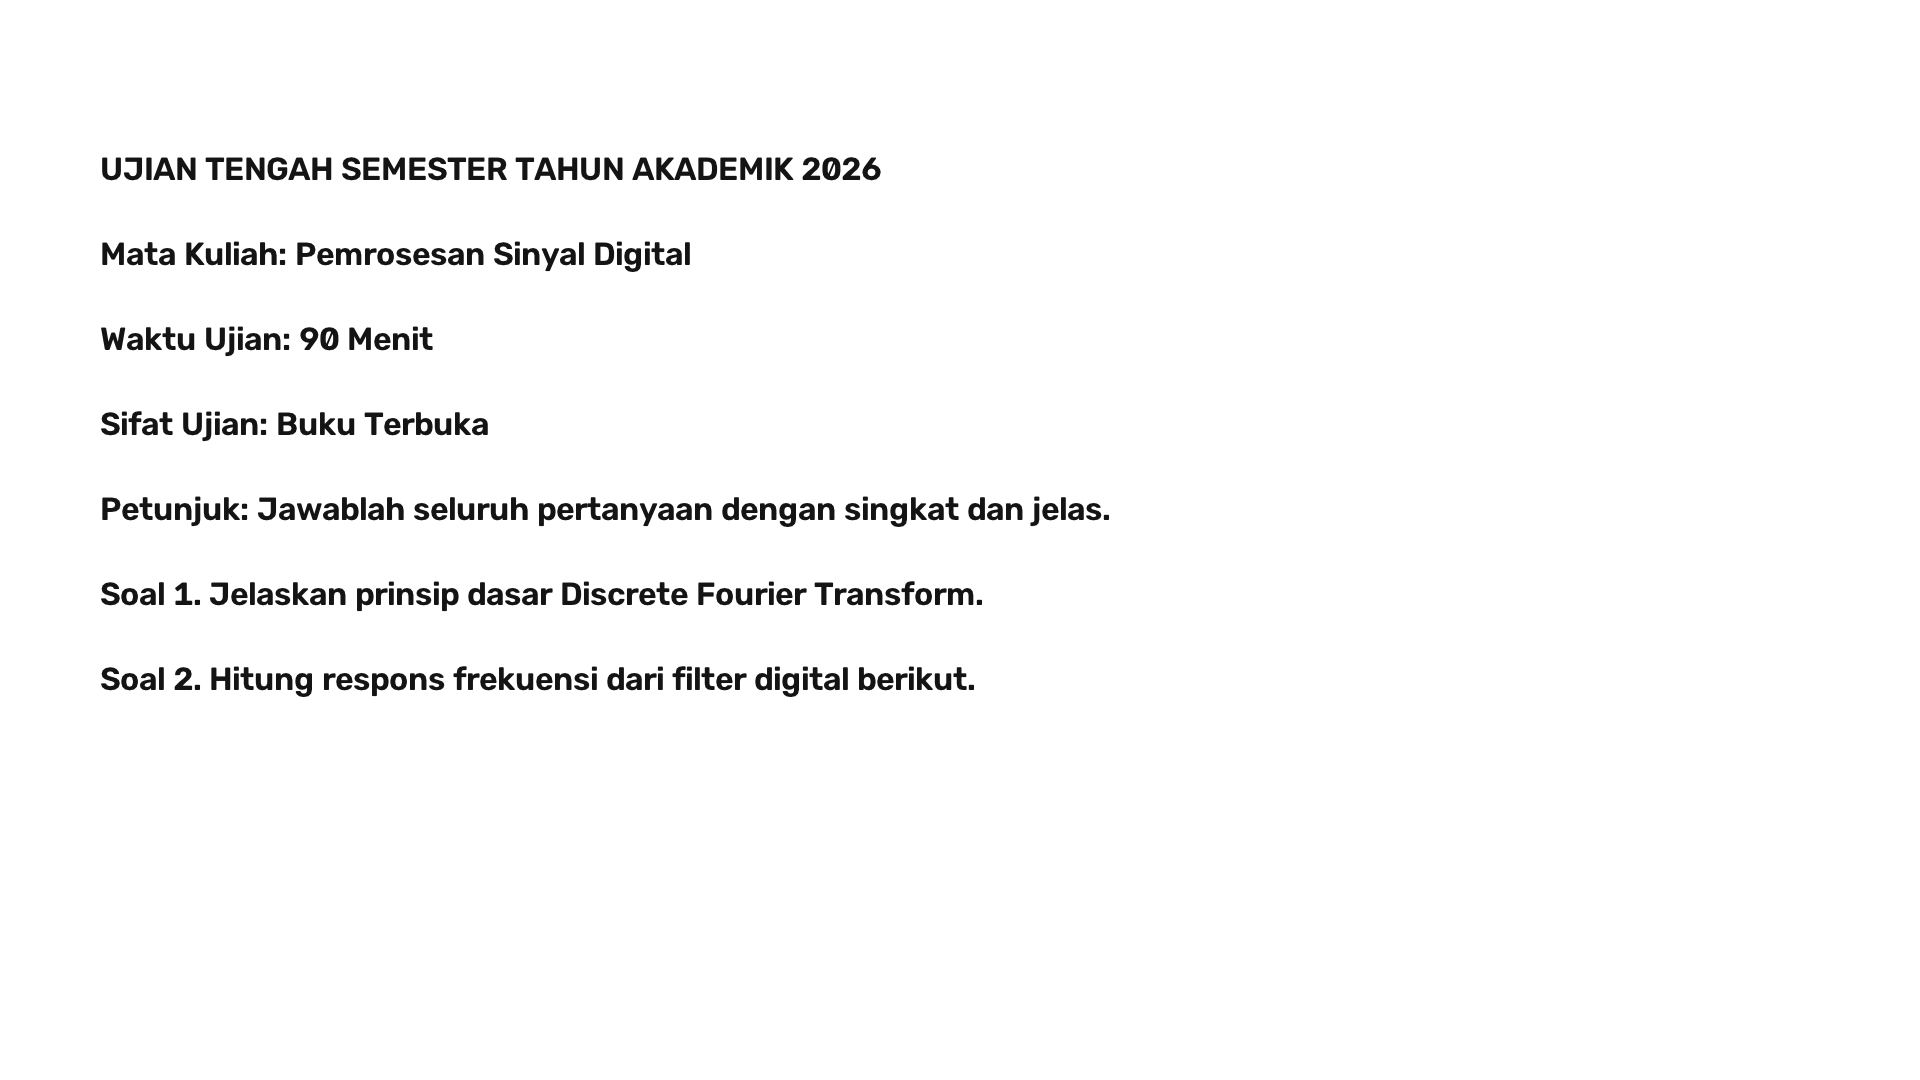 UJIAN TENGAH SEMESTER TAHUN AKADEMIK 2026
Mata Kuliah: Pemrosesan Sinyal Digital
Waktu Ujian: 90 Menit
Sifat Ujian: Buku Terbuka
Petunjuk: Jawablah seluruh pertanyaan dengan singkat dan jelas.
Soal 1. Jelaskan prinsip dasar Discrete Fourier Transform.
Soal 2. Hitung respons frekuensi dari filter digital berikut.